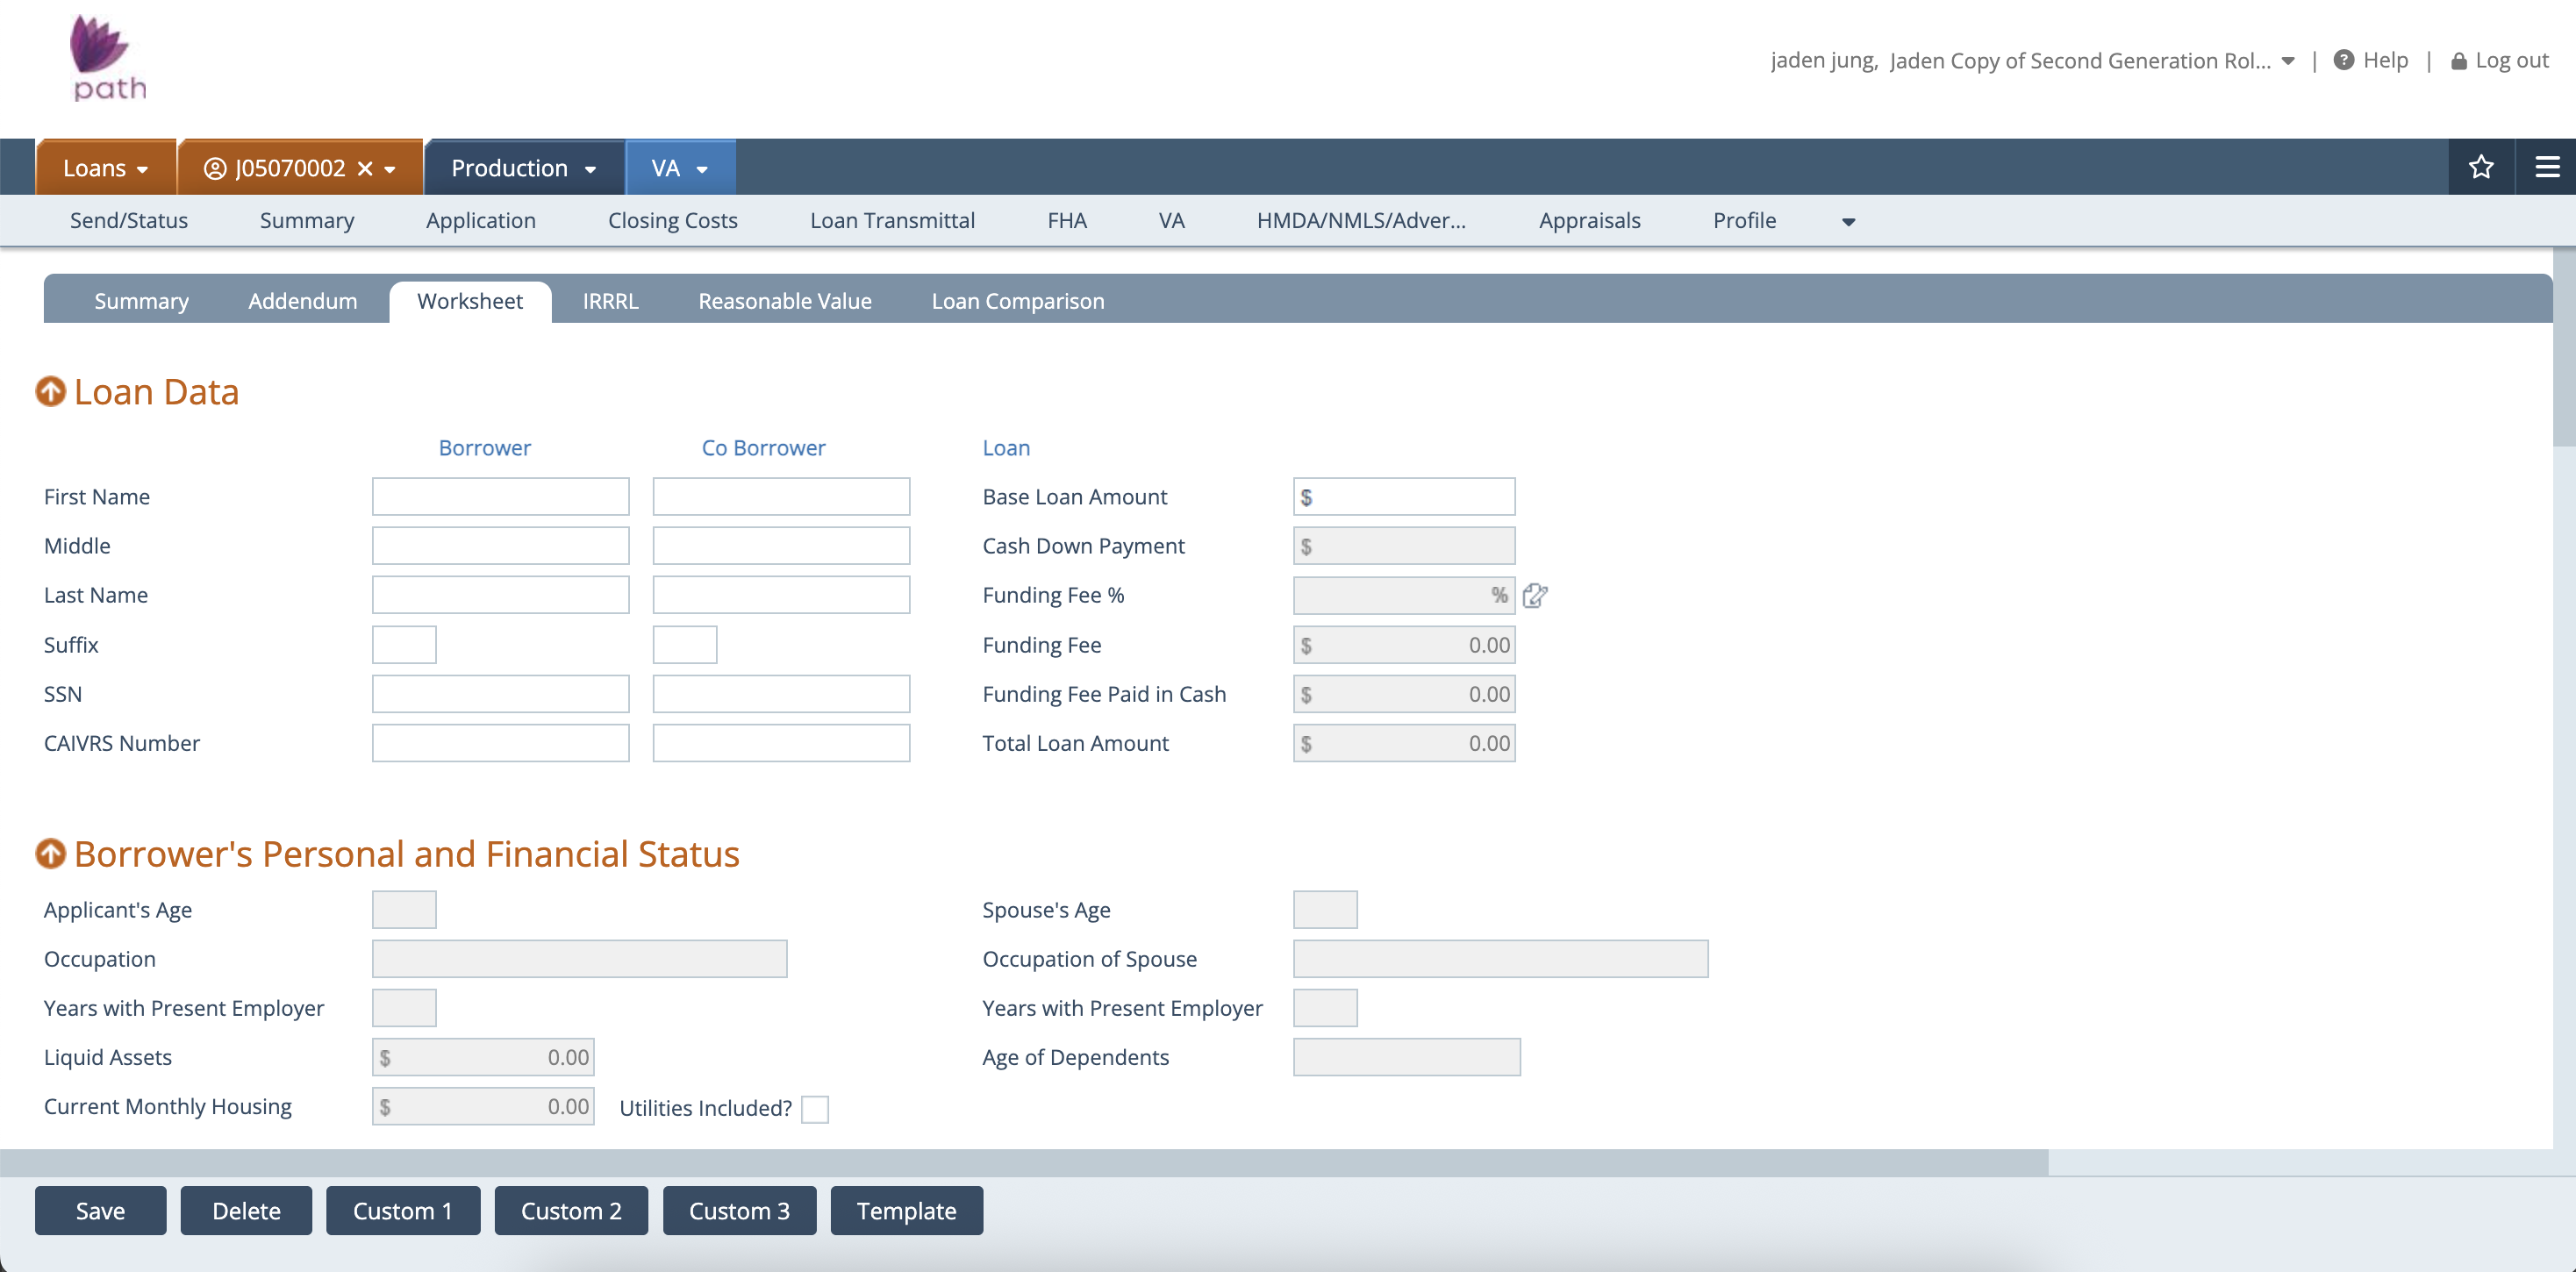 path
jaden jung, Jaden Copy of Second Generation Rol... | Help | Log out
Loans J05070002 Production VA
Send/Status Summary Application Closing Costs Loan Transmittal FHA VA HMDA/NMLS/Adver... Appraisals Profile
Summary Addendum Worksheet IRRRL Reasonable Value Loan Comparison
Loan Data
Borrower Co Borrower Loan
First Name Base Loan Amount $
Middle Cash Down Payment $
Last Name Funding Fee % %
Suffix Funding Fee $ 0.00
SSN Funding Fee Paid in Cash $ 0.00
CAIVRS Number Total Loan Amount $ 0.00
Borrower's Personal and Financial Status
Applicant's Age Spouse's Age
Occupation Occupation of Spouse
Years with Present Employer Years with Present Employer
Liquid Assets $ 0.00 Age of Dependents
Current Monthly Housing $ 0.00 Utilities Included?
Save Delete Custom 1 Custom 2 Custom 3 Template